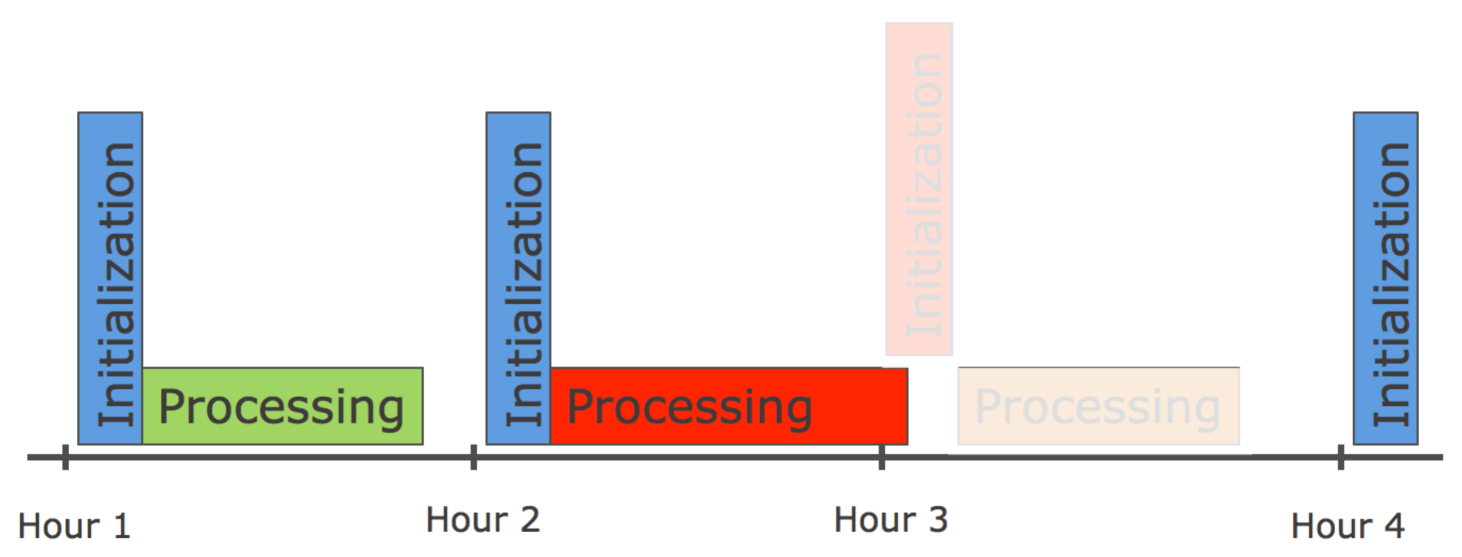 Initialization
Processing
Initialization
Processing
Initialization
Processing
Initialization
Hour 1
Hour 2
Hour 3
Hour 4